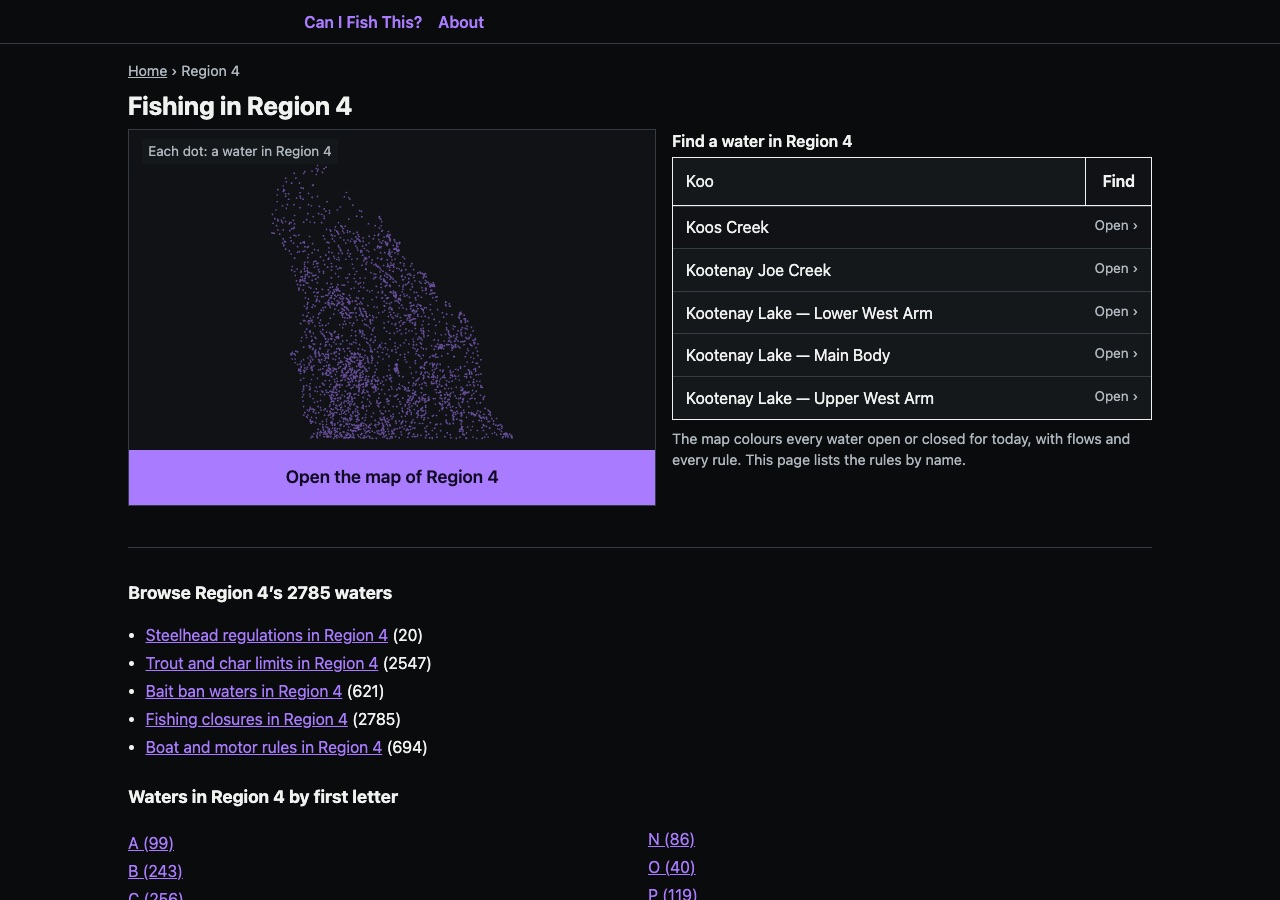 Can I Fish This? About
Home › Region 4
Fishing in Region 4
Each dot: a water in Region 4
Open the map of Region 4
Find a water in Region 4
Koo Find
Koos Creek Open ›
Kootenay Joe Creek Open ›
Kootenay Lake — Lower West Arm Open ›
Kootenay Lake — Main Body Open ›
Kootenay Lake — Upper West Arm Open ›
The map colours every water open or closed for today, with flows and
every rule. This page lists the rules by name.
Browse Region 4’s 2785 waters
• Steelhead regulations in Region 4 (20)
• Trout and char limits in Region 4 (2547)
• Bait ban waters in Region 4 (621)
• Fishing closures in Region 4 (2785)
• Boat and motor rules in Region 4 (694)
Waters in Region 4 by first letter
A (99)
B (243)
C (256)
N (86)
O (40)
P (119)